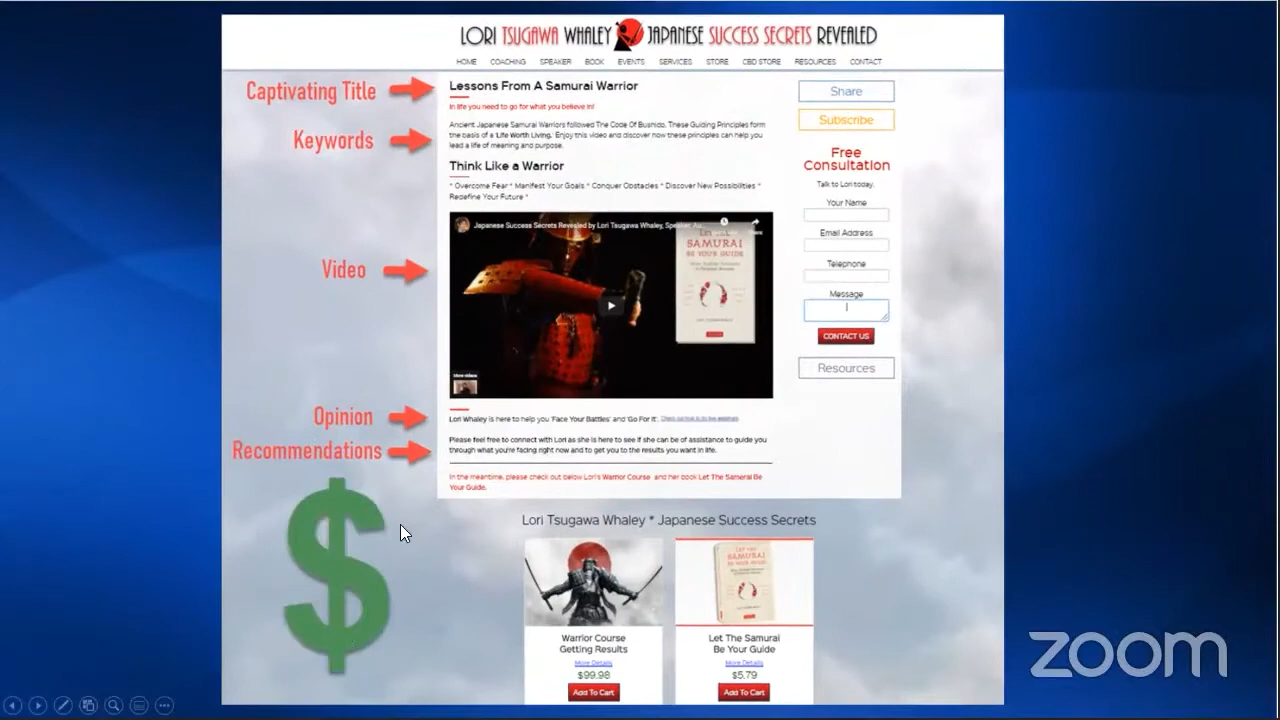 LORI TSUGAWA WHALEY JAPANESE SUCCESS SECRETS REVEALED
HOME COACHING SPEAKER BOOK EVENTS SERVICES STORE CBD STORE RESOURCES CONTACT
Captivating Title
Keywords
Video
Opinion
Recommendations
$
Lessons From A Samurai Warrior
In life you need to go for what you believe in!
Ancient Japanese Samurai Warriors followed The Code Of Bushido. These Guiding Principles form
the basis of a 'Life Worth Living.' Enjoy this video and discover how these principles can help you
lead a life of meaning and purpose.
Think Like a Warrior
* Overcome Fear * Manifest Your Goals * Conquer Obstacles * Discover New Possibilities *
Redefine Your Future *
Japanese Success Secrets Revealed by Lori Tsugawa Whaley, Speaker, Au...
Share
LET THE
SAMURAI
BE YOUR GUIDE
More videos
Lori Whaley is here to help you 'Face Your Battles' and 'Go For It'.
Please feel free to connect with Lori as she is here to see if she can be of assistance to guide you
through what you're facing right now and to get you to the results you want in life.
In the meantime, please check out below Lori's Warrior Course and her book Let The Samerai Be
Your Guide.
Share
Subscribe
Free
Consultation
Talk to Lori today.
Your Name
Email Address
Telephone
Message
CONTACT US
Resources
Lori Tsugawa Whaley * Japanese Success Secrets
LET THE
SAMURAI
BE YOUR GUIDE
Warrior Course
Getting Results
More Details
$99.98
Add To Cart
Let The Samurai
Be Your Guide
More Details
$5.79
Add To Cart
zoom